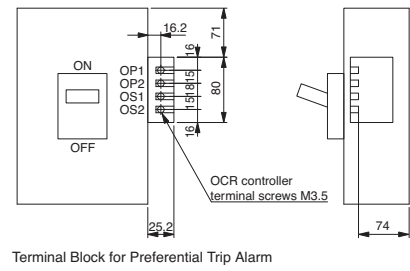 16.2
71
16
ON
OP1
OP2
OS1
OS2
15
18
15
80
16
OFF
OCR controller
terminal screws M3.5
25.2
74
Terminal Block for Preferential Trip Alarm